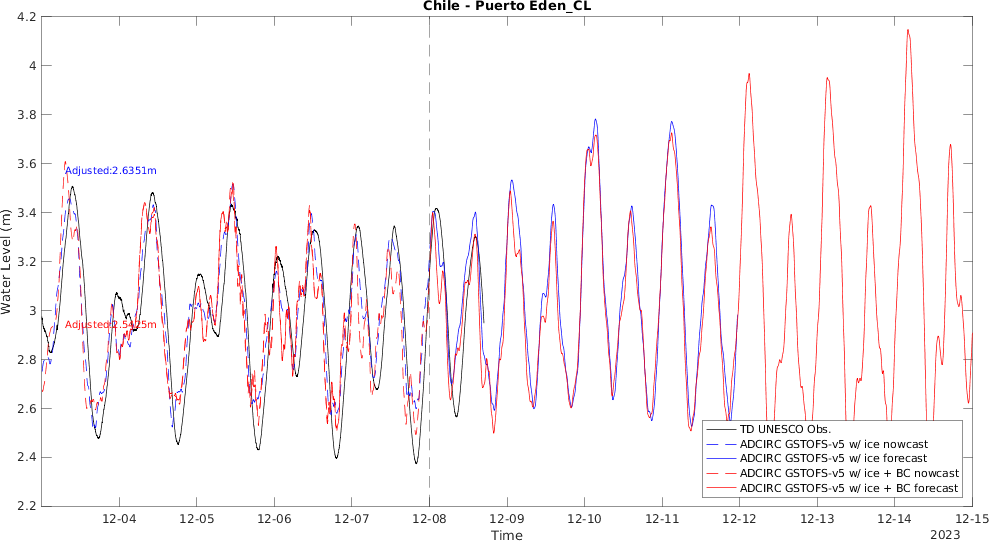 Chile - Puerto Eden_CL
4.2
4
3.8
3.6
3.4
3.2
3
2.8
2.6
2.4
2.2
Water Level (m)
Adjusted:2.6351m
Adjusted:2.5425m
TD UNESCO Obs.
ADCIRC GSTOFS-v5 w/ ice nowcast
ADCIRC GSTOFS-v5 w/ ice forecast
ADCIRC GSTOFS-v5 w/ ice + BC nowcast
ADCIRC GSTOFS-v5 w/ ice + BC forecast
12-04 12-05 12-06 12-07 12-08 12-09 12-10 12-11 12-12 12-13 12-14 12-15
Time
2023